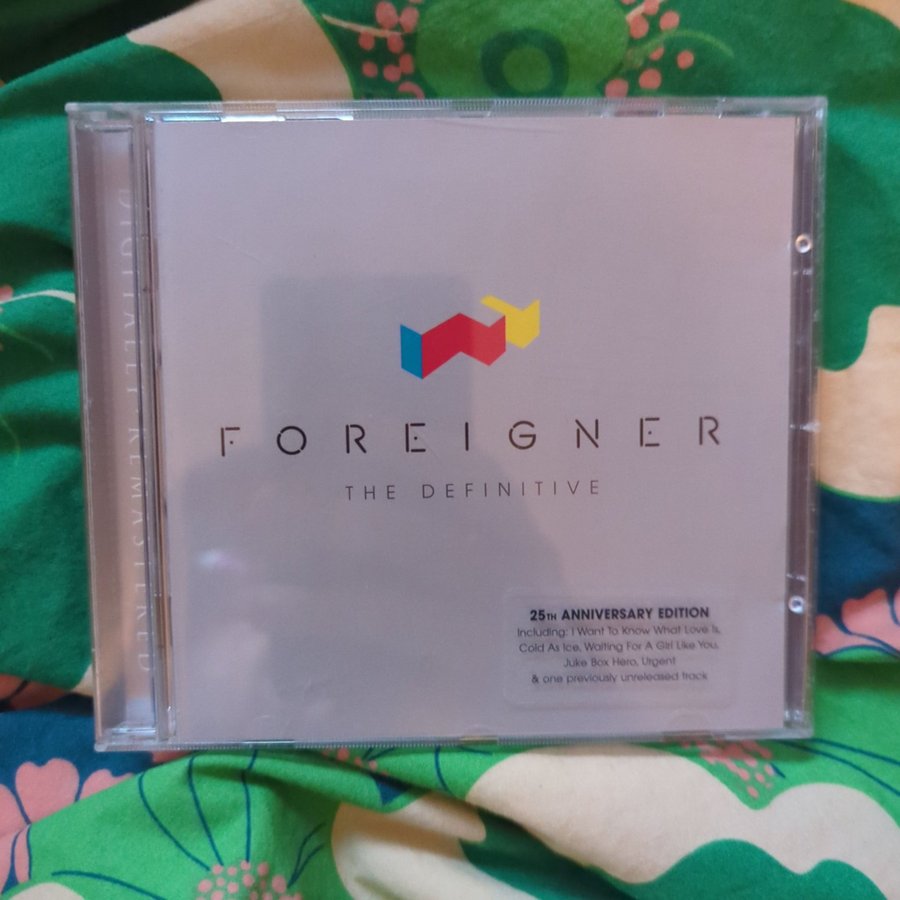 DIGITALLY REMASTERED
FOREIGNER
THE DEFINITIVE
25TH ANNIVERSARY EDITION
Including: I Want To Know What Love Is,
Cold As Ice, Waiting For A Girl Like You,
Juke Box Hero, Urgent
& one previously unreleased track